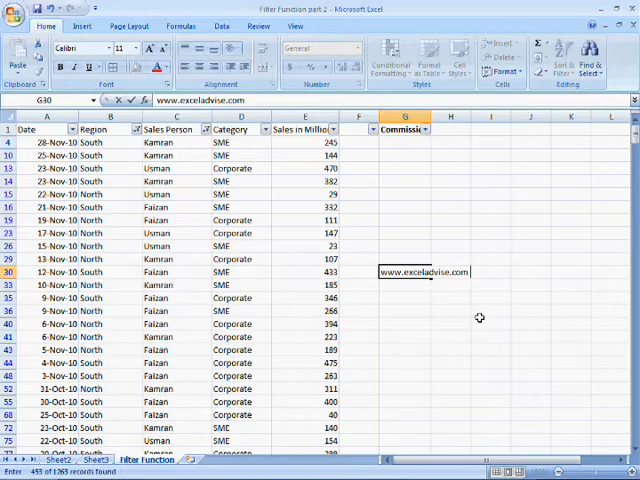 Filter Function part 2 - Microsoft Excel
Home Insert Page Layout Formulas Data Review View
Paste
Clipboard
Calibri 11
B I U
Font
Alignment
General
$ % ,
Number
Conditional Formatting
Format as Table
Cell Styles
Styles
Insert
Delete
Format
Cells
Σ
Sort & Filter
Find & Select
Editing
G30 www.exceladvise.com
A B C D E F G H I J K L
1 Date Region Sales Person Category Sales in Million Commissic
4 28-Nov-10 South Kamran SME 245
10 25-Nov-10 South Kamran SME 144
13 23-Nov-10 South Usman Corporate 470
14 23-Nov-10 South Kamran SME 382
15 22-Nov-10 North Usman SME 29
16 21-Nov-10 South Faizan SME 332
19 19-Nov-10 North Faizan Corporate 111
23 17-Nov-10 North Usman Corporate 147
26 15-Nov-10 North Usman SME 23
29 13-Nov-10 North Kamran Corporate 107
30 12-Nov-10 North Faizan SME 433 www.exceladvise.com
33 10-Nov-10 North Kamran SME 185
35 9-Nov-10 South Faizan Corporate 346
36 9-Nov-10 South Faizan SME 266
40 6-Nov-10 North Faizan Corporate 394
41 6-Nov-10 North Kamran Corporate 223
43 5-Nov-10 North Faizan Corporate 189
44 4-Nov-10 South Faizan Corporate 475
48 3-Nov-10 South Faizan Corporate 263
52 31-Oct-10 North Kamran Corporate 311
55 30-Oct-10 South Faizan Corporate 400
68 25-Oct-10 South Faizan Corporate 40
72 23-Oct-10 South Kamran SME 140
75 22-Oct-10 South Usman SME 154
Sheet2 Sheet3 Filter Function
Enter 453 of 1263 records found